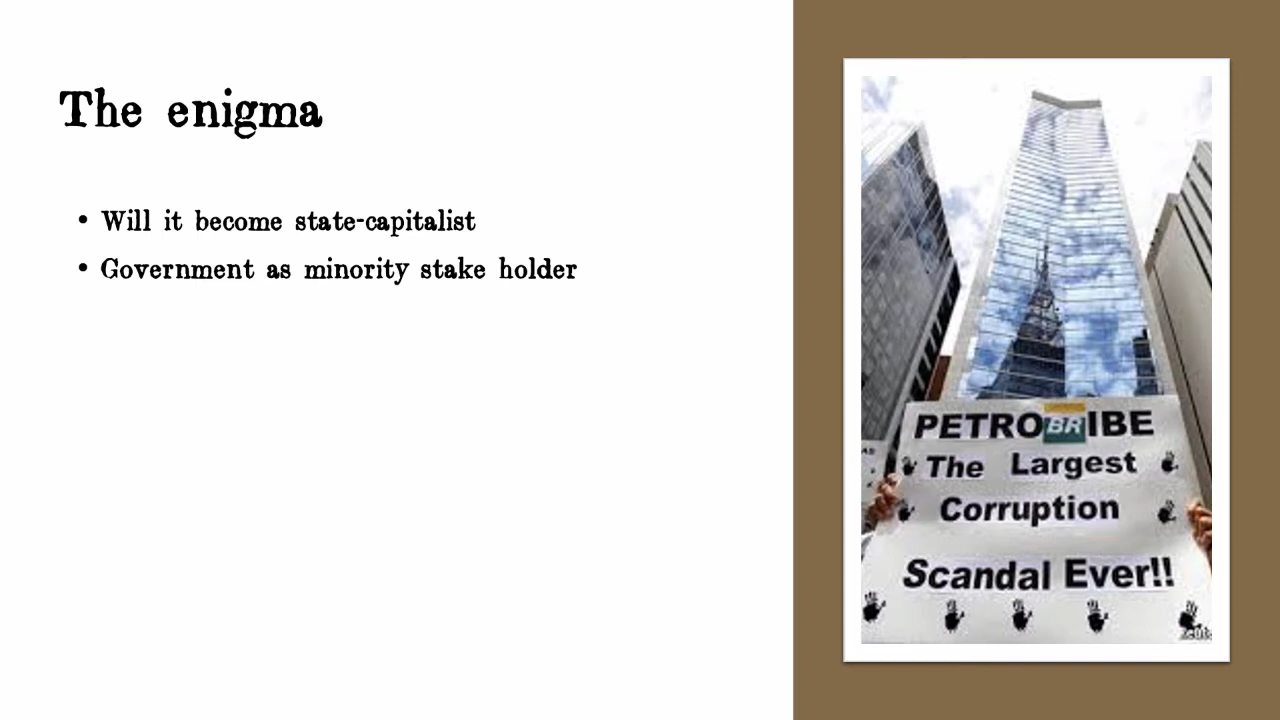 The enigma
• Will it become state-capitalist
• Government as minority stake holder
PETROBRIBE
The Largest
Corruption
Scandal Ever!!